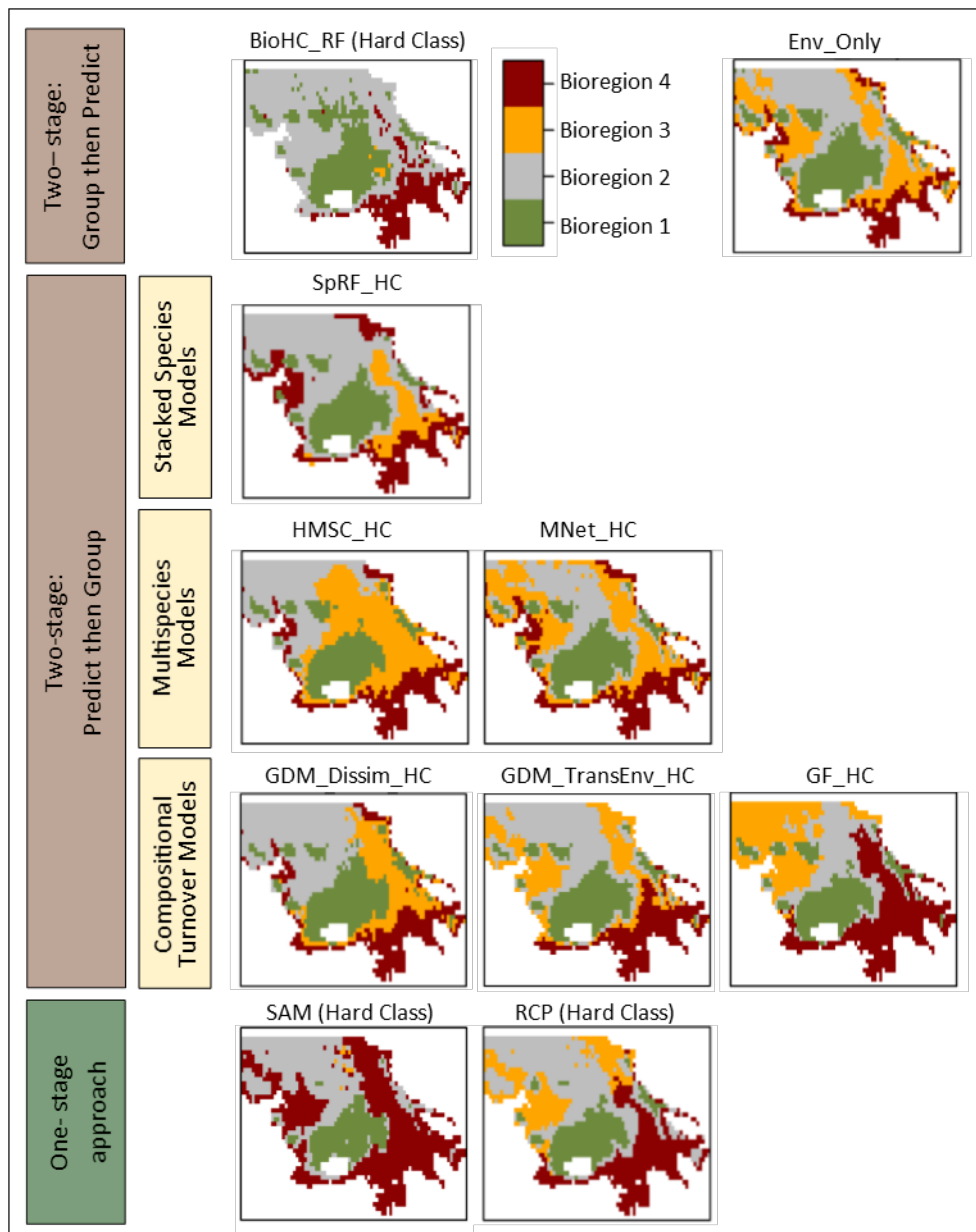 Two– stage:
Group then Predict
BioHC_RF (Hard Class)
Bioregion 4
Bioregion 3
Bioregion 2
Bioregion 1
Env_Only
Two-stage:
Predict then Group
Stacked Species
Models
SpRF_HC
Multispecies
Models
HMSC_HC
MNet_HC
Compositional
Turnover Models
GDM_Dissim_HC
GDM_TransEnv_HC
GF_HC
One- stage
approach
SAM (Hard Class)
RCP (Hard Class)